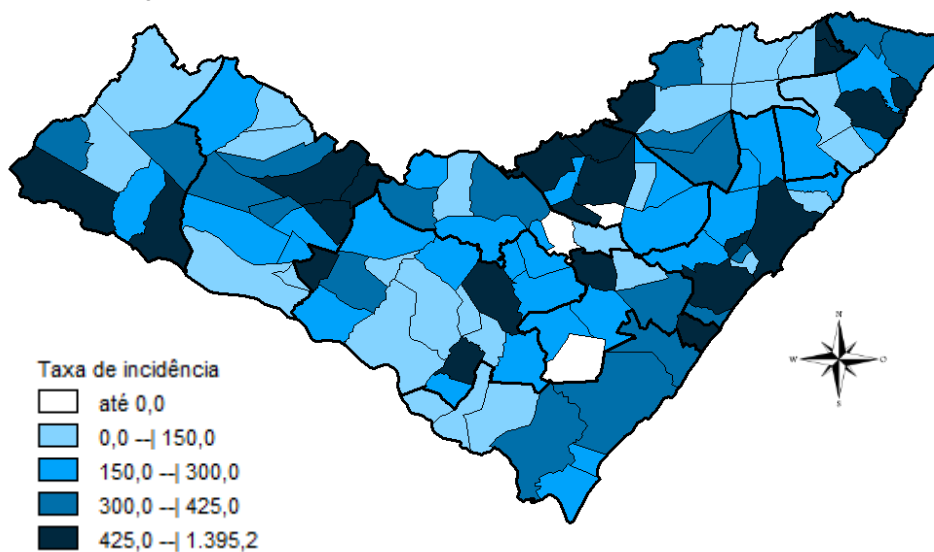 N
W
O
S
Taxa de incidência
até 0,0
0,0 --| 150,0
150,0 --| 300,0
300,0 --| 425,0
425,0 --| 1.395,2